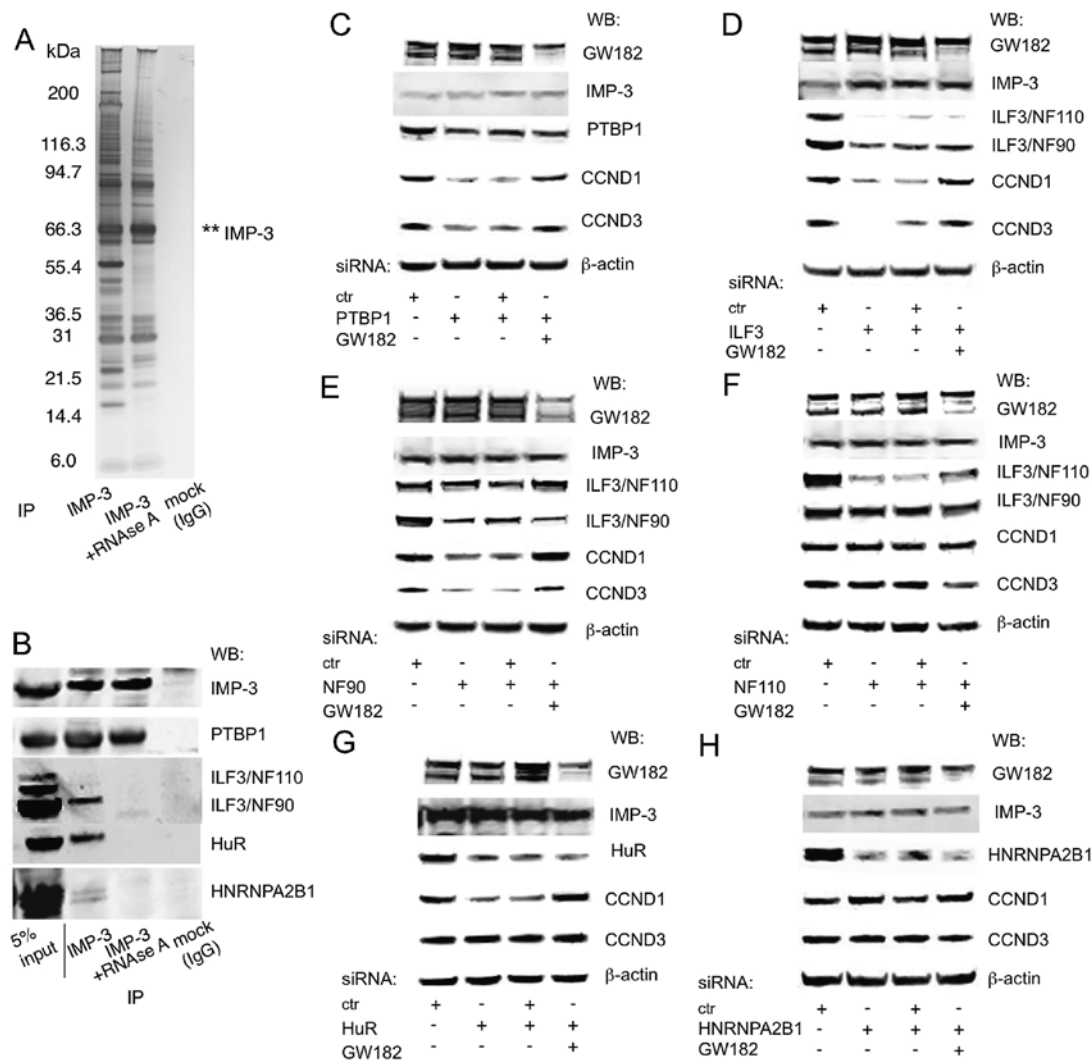 A
kDa
200
116.3
94.7
66.3
55.4
36.5
31
21.5
14.4
6.0
** IMP-3
IP
IMP-3
IMP-3
+RNAse A
mock
(IgG)
B
WB:
IMP-3
PTBP1
ILF3/NF110
ILF3/NF90
HuR
HNRNPA2B1
5%
input
IMP-3
IMP-3
+RNAse A
mock
(IgG)
IP
C
WB:
GW182
IMP-3
PTBP1
CCND1
CCND3
β-actin
siRNA:
ctr + - + -
PTBP1 - + + +
GW182 - - - +
D
WB:
GW182
IMP-3
ILF3/NF110
ILF3/NF90
CCND1
CCND3
β-actin
siRNA:
ctr + - + -
ILF3 - + + +
GW182 - - - +
E
WB:
GW182
IMP-3
ILF3/NF110
ILF3/NF90
CCND1
CCND3
β-actin
siRNA:
ctr + - + -
NF90 - + + +
GW182 - - - +
F
WB:
GW182
IMP-3
ILF3/NF110
ILF3/NF90
CCND1
CCND3
β-actin
siRNA:
ctr + - + -
NF110 - + + +
GW182 - - - +
G
WB:
GW182
IMP-3
HuR
CCND1
CCND3
β-actin
siRNA:
ctr + - + -
HuR - + + +
GW182 - - - +
H
WB:
GW182
IMP-3
HNRNPA2B1
CCND1
CCND3
β-actin
siRNA:
ctr + - + -
HNRNPA2B1 - + + +
GW182 - - - +